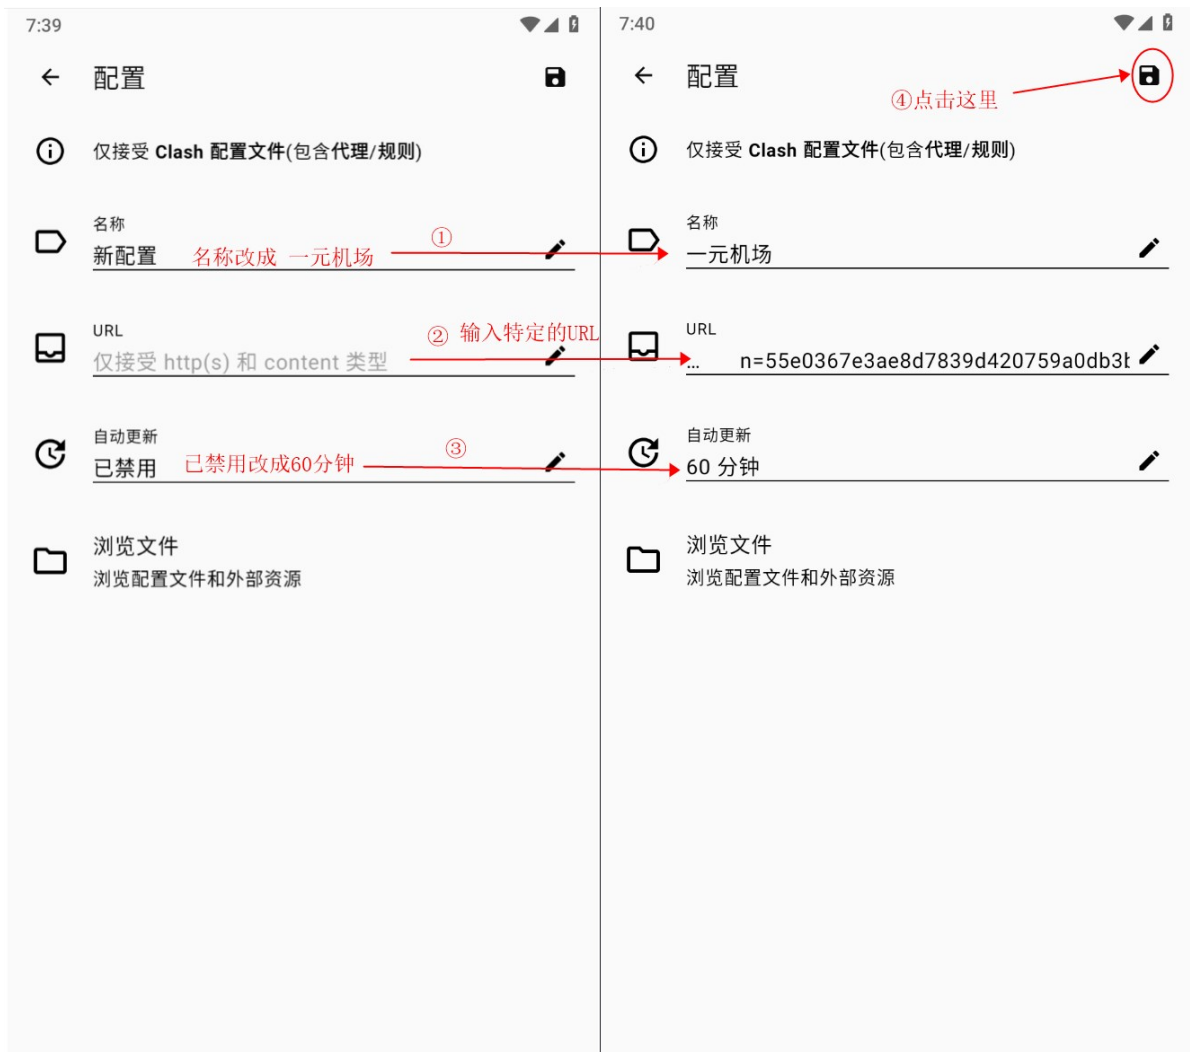 7:39
配置
仅接受 Clash 配置文件(包含代理/规则)
名称
新配置 名称改成 一元机场 ①
URL
仅接受 http(s) 和 content 类型 ② 输入特定的URL
自动更新
已禁用 已禁用改成60分钟 ③
浏览文件
浏览配置文件和外部资源
7:40
配置
④点击这里
仅接受 Clash 配置文件(包含代理/规则)
名称
一元机场
URL
... n=55e0367e3ae8d7839d420759a0db3b
自动更新
60 分钟
浏览文件
浏览配置文件和外部资源